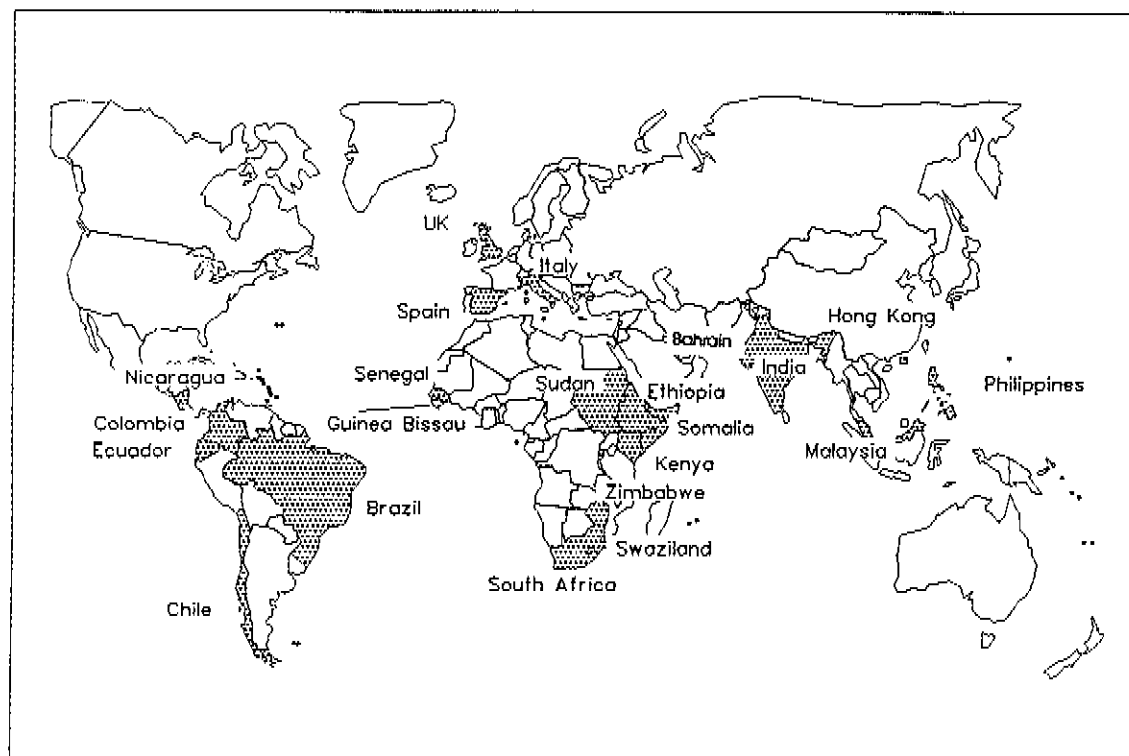 UK
Italy
Spain
Hong Kong
Bahrain
Nicaragua
Senegal
Sudan
Ethiopia
India
Philippines
Colombia
Guinea Bissau
Somalia
Ecuador
Malaysia
Kenya
Zimbabwe
Brazil
Swaziland
South Africa
Chile